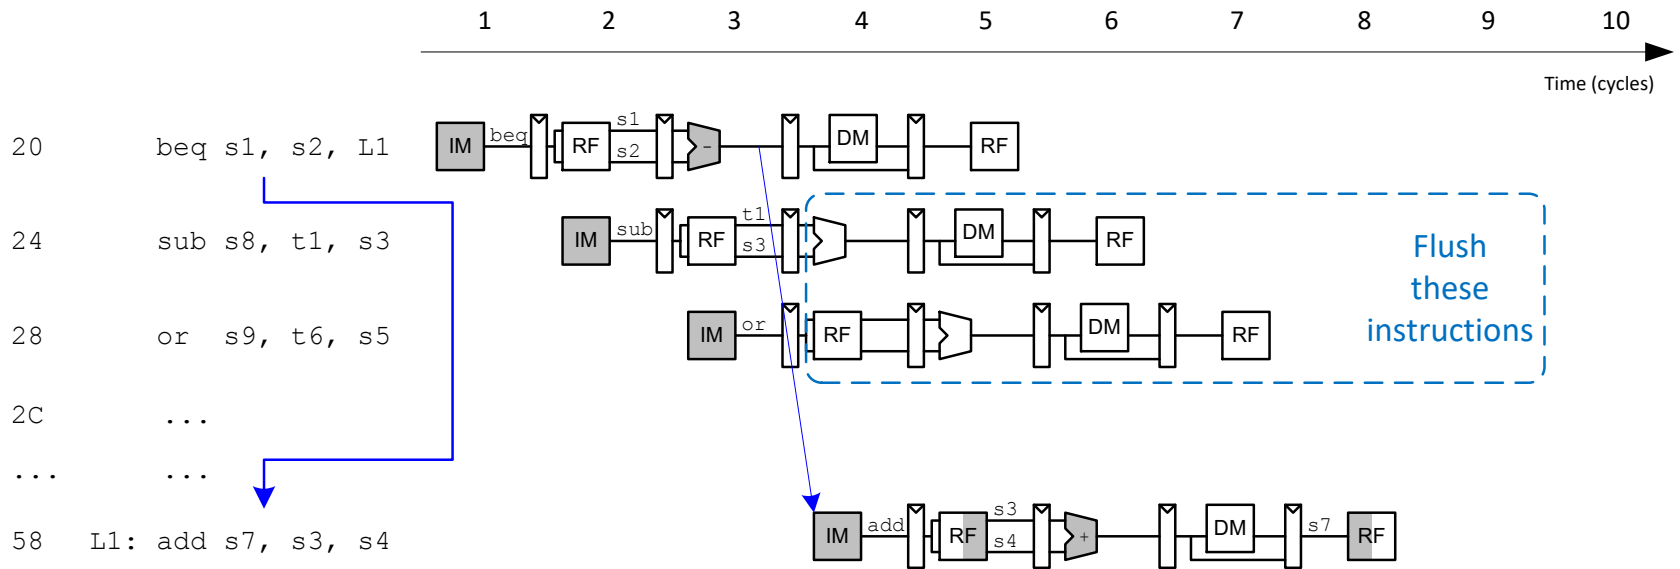 1 2 3 4 5 6 7 8 9 10
Time (cycles)
20 beq s1, s2, L1 IM beq RF s1 s2 - DM RF
24 sub s8, t1, s3 IM sub RF t1 s3 DM RF
28 or s9, t6, s5 IM or RF DM RF
Flush
these
instructions
2C ...
... ...
58 L1: add s7, s3, s4 IM add RF s3 s4 + DM s7 RF